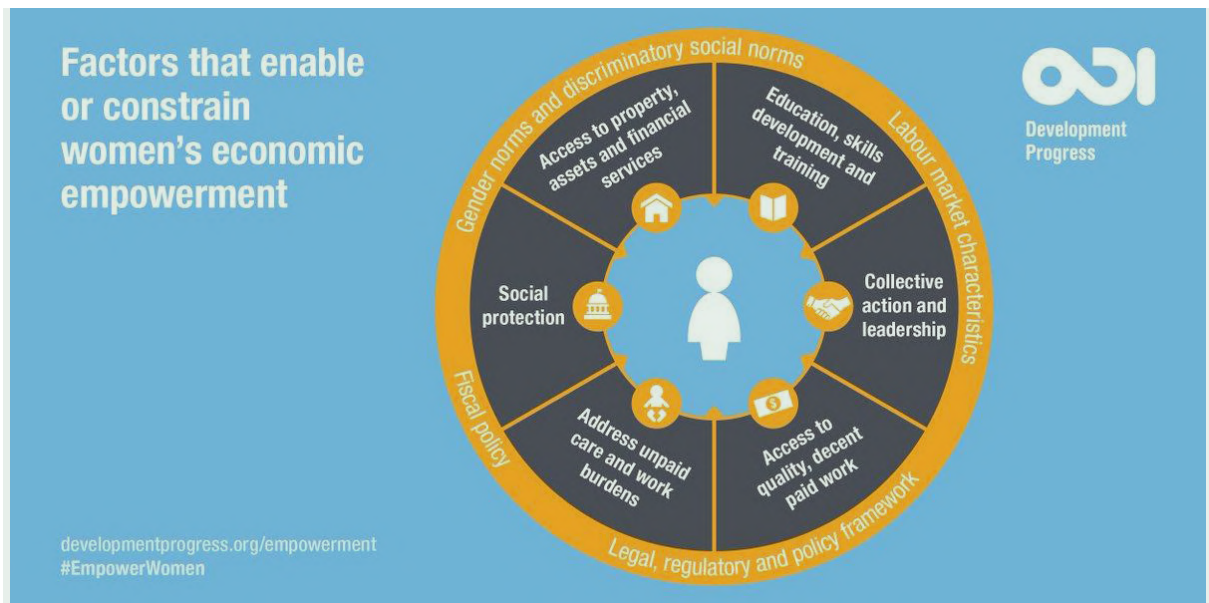 Factors that enable
or constrain
women's economic
empowerment
ODI
Development
Progress
Gender norms and discriminatory social norms
Labour market characteristics
Legal, regulatory and policy framework
Fiscal policy
Access to property,
assets and financial
services
Education, skills
development and
training
Collective
action and
leadership
Access to
quality, decent
paid work
Address unpaid
care and work
burdens
Social
protection
$
developmentprogress.org/empowerment
#EmpowerWomen